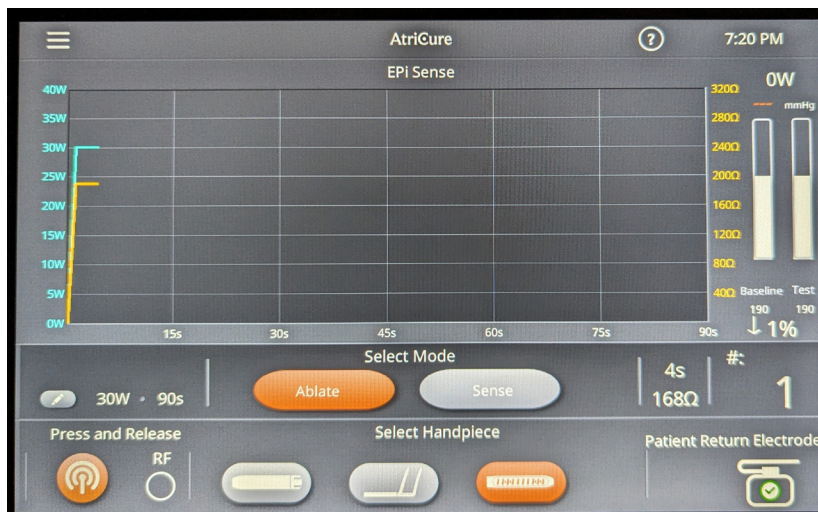 AtriCure
?
7:20 PM
EPi Sense
0W
40W
35W
30W
25W
20W
15W
10W
5W
0W
320Ω
280Ω
240Ω
200Ω
160Ω
120Ω
80Ω
40Ω
--- mmHg
Baseline Test
190 190
↓ 1%
15s 30s 45s 60s 75s 90s
Select Mode
30W • 90s
Ablate
Sense
4s
168Ω
#:
1
Press and Release
RF
Select Handpiece
Patient Return Electrode